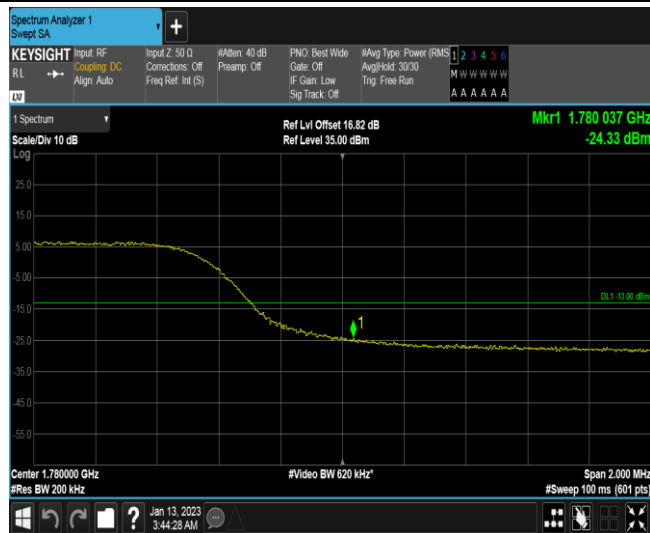 Spectrum Analyzer 1
Swept SA
KEYSIGHT
RL
Input: RF
Coupling: DC
Align: Auto
Input Z: 50 Ω
Corrections: Off
Freq Ref: Int (S)
#Atten: 40 dB
Preamp: Off
PNO: Best Wide
Gate: Off
IF Gain: Low
Sig Track: Off
#Avg Type: Power (RMS
Avg|Hold: 30/30
Trig: Free Run
1 2 3 4 5 6
M W W W W W
A A A A A A
1 Spectrum
Scale/Div 10 dB
Log
Ref Lvl Offset 16.82 dB
Ref Level 35.00 dBm
Mkr1 1.780 037 GHz
-24.33 dBm
25.0
15.0
5.00
-5.00
-15.0
-25.0
-35.0
-45.0
-55.0
DL1 -13.00 dBm
1
Center 1.780000 GHz
#Res BW 200 kHz
#Video BW 620 kHz*
Span 2.000 MHz
#Sweep 100 ms (601 pts)
Jan 13, 2023
3:44:28 AM